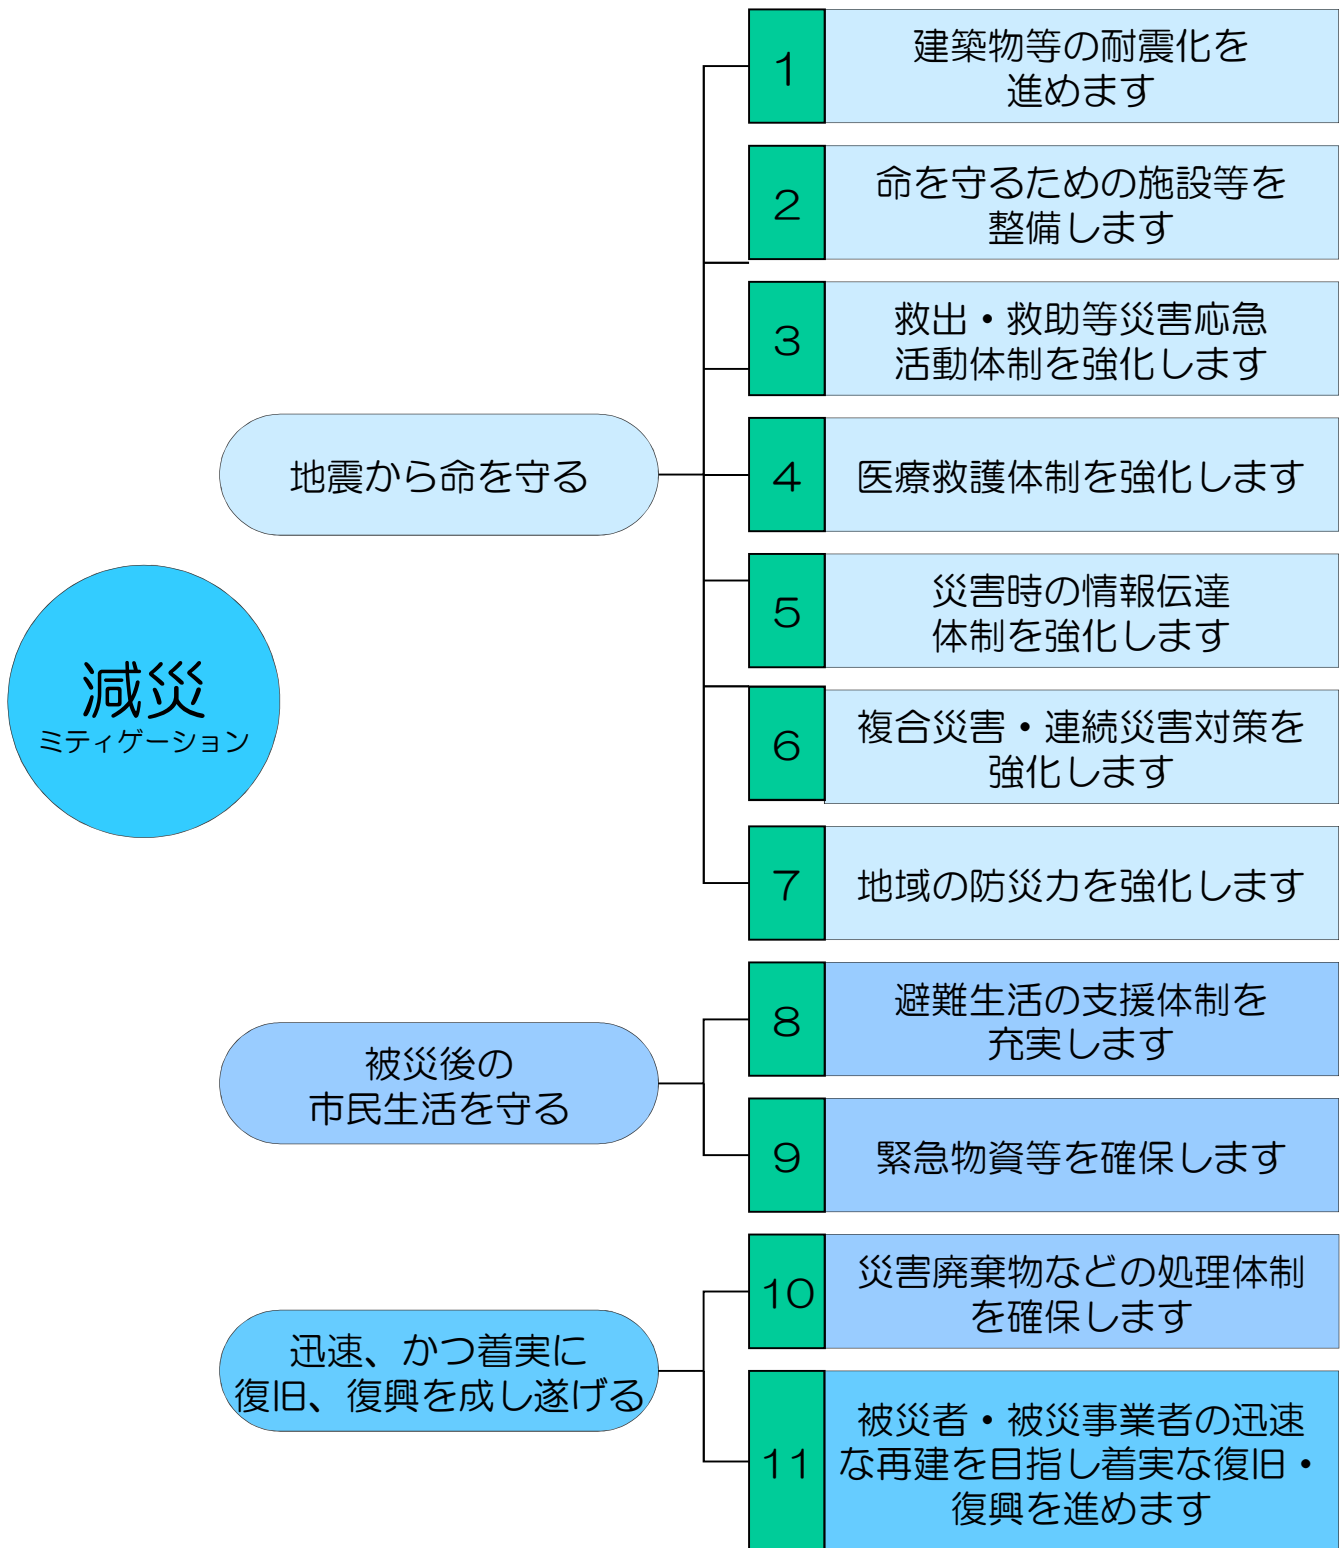 減災
ミティゲーション
地震から命を守る
1
建築物等の耐震化を
進めます
2
命を守るための施設等を
整備します
3
救出・救助等災害応急
活動体制を強化します
4
医療救護体制を強化します
5
災害時の情報伝達
体制を強化します
6
複合災害・連続災害対策を
強化します
7
地域の防災力を強化します
被災後の
市民生活を守る
8
避難生活の支援体制を
充実します
9
緊急物資等を確保します
迅速、かつ着実に
復旧、復興を成し遂げる
10
災害廃棄物などの処理体制
を確保します
11
被災者・被災事業者の迅速
な再建を目指し着実な復旧・
復興を進めます